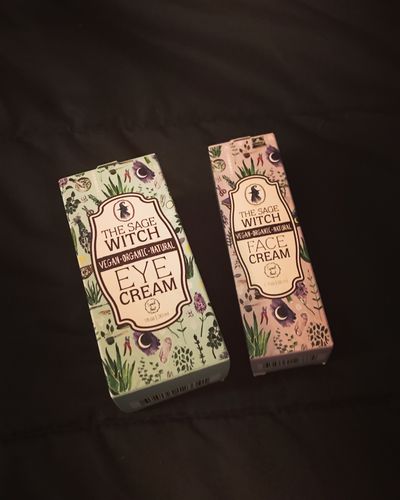 THE SAGE
WITCH
VEGAN•ORGANIC•NATURAL
EYE
CREAM
THE SAGE
WITCH
VEGAN•ORGANIC•NATURAL
FACE
CREAM